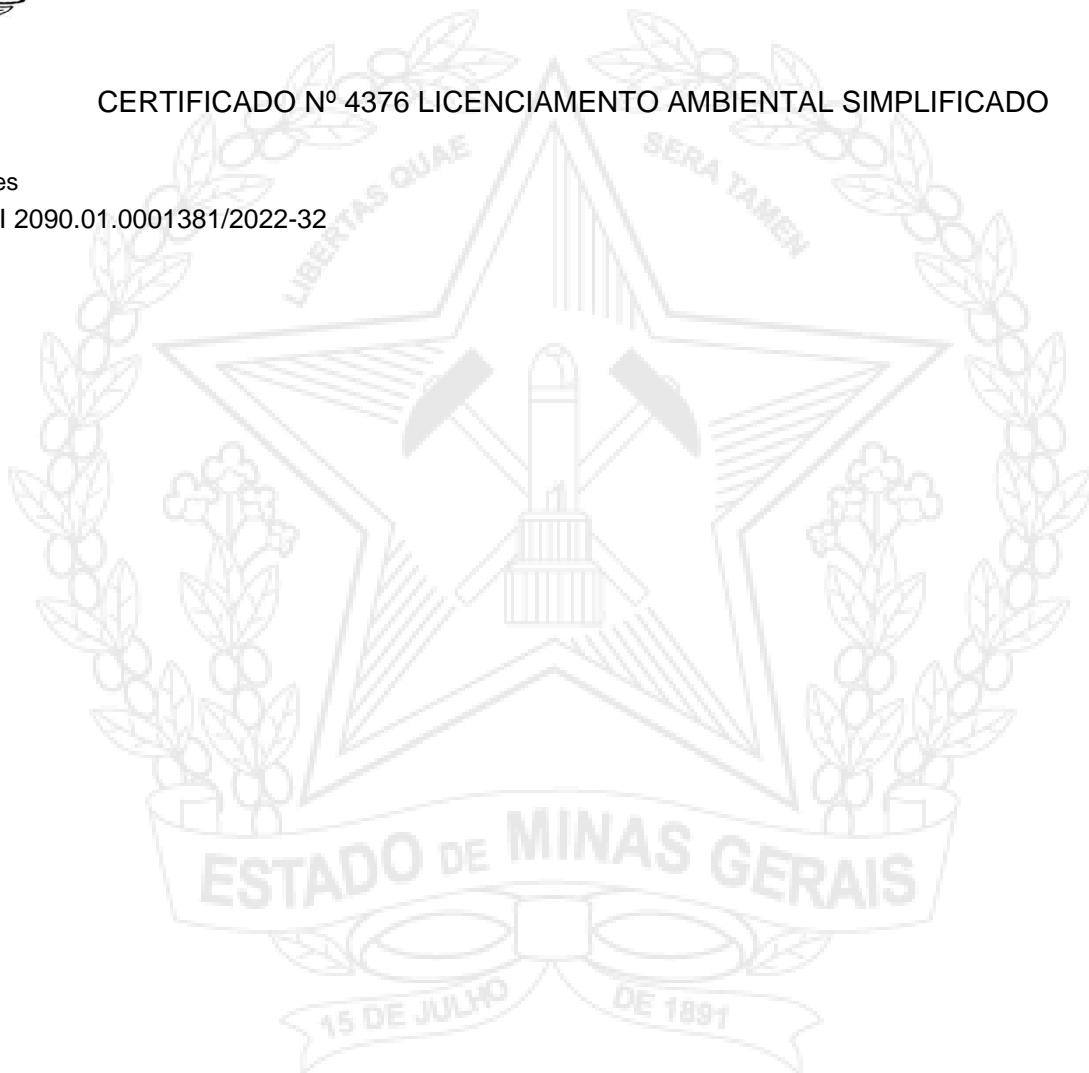 CERTIFICADO Nº 4376 LICENCIAMENTO AMBIENTAL SIMPLIFICADO
LIBERTAS QUAE SERA TAMEN
es
I 2090.01.0001381/2022-32
ESTADO DE MINAS GERAIS
15 DE JULHO DE 1891